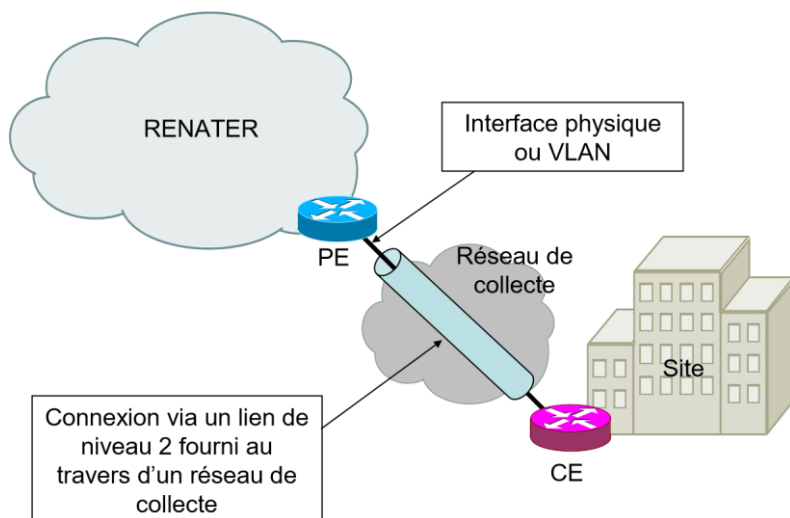 RENATER
Interface physique
ou VLAN
PE
Réseau de
collecte
Site
Connexion via un lien de
niveau 2 fourni au
travers d'un réseau de
collecte
CE